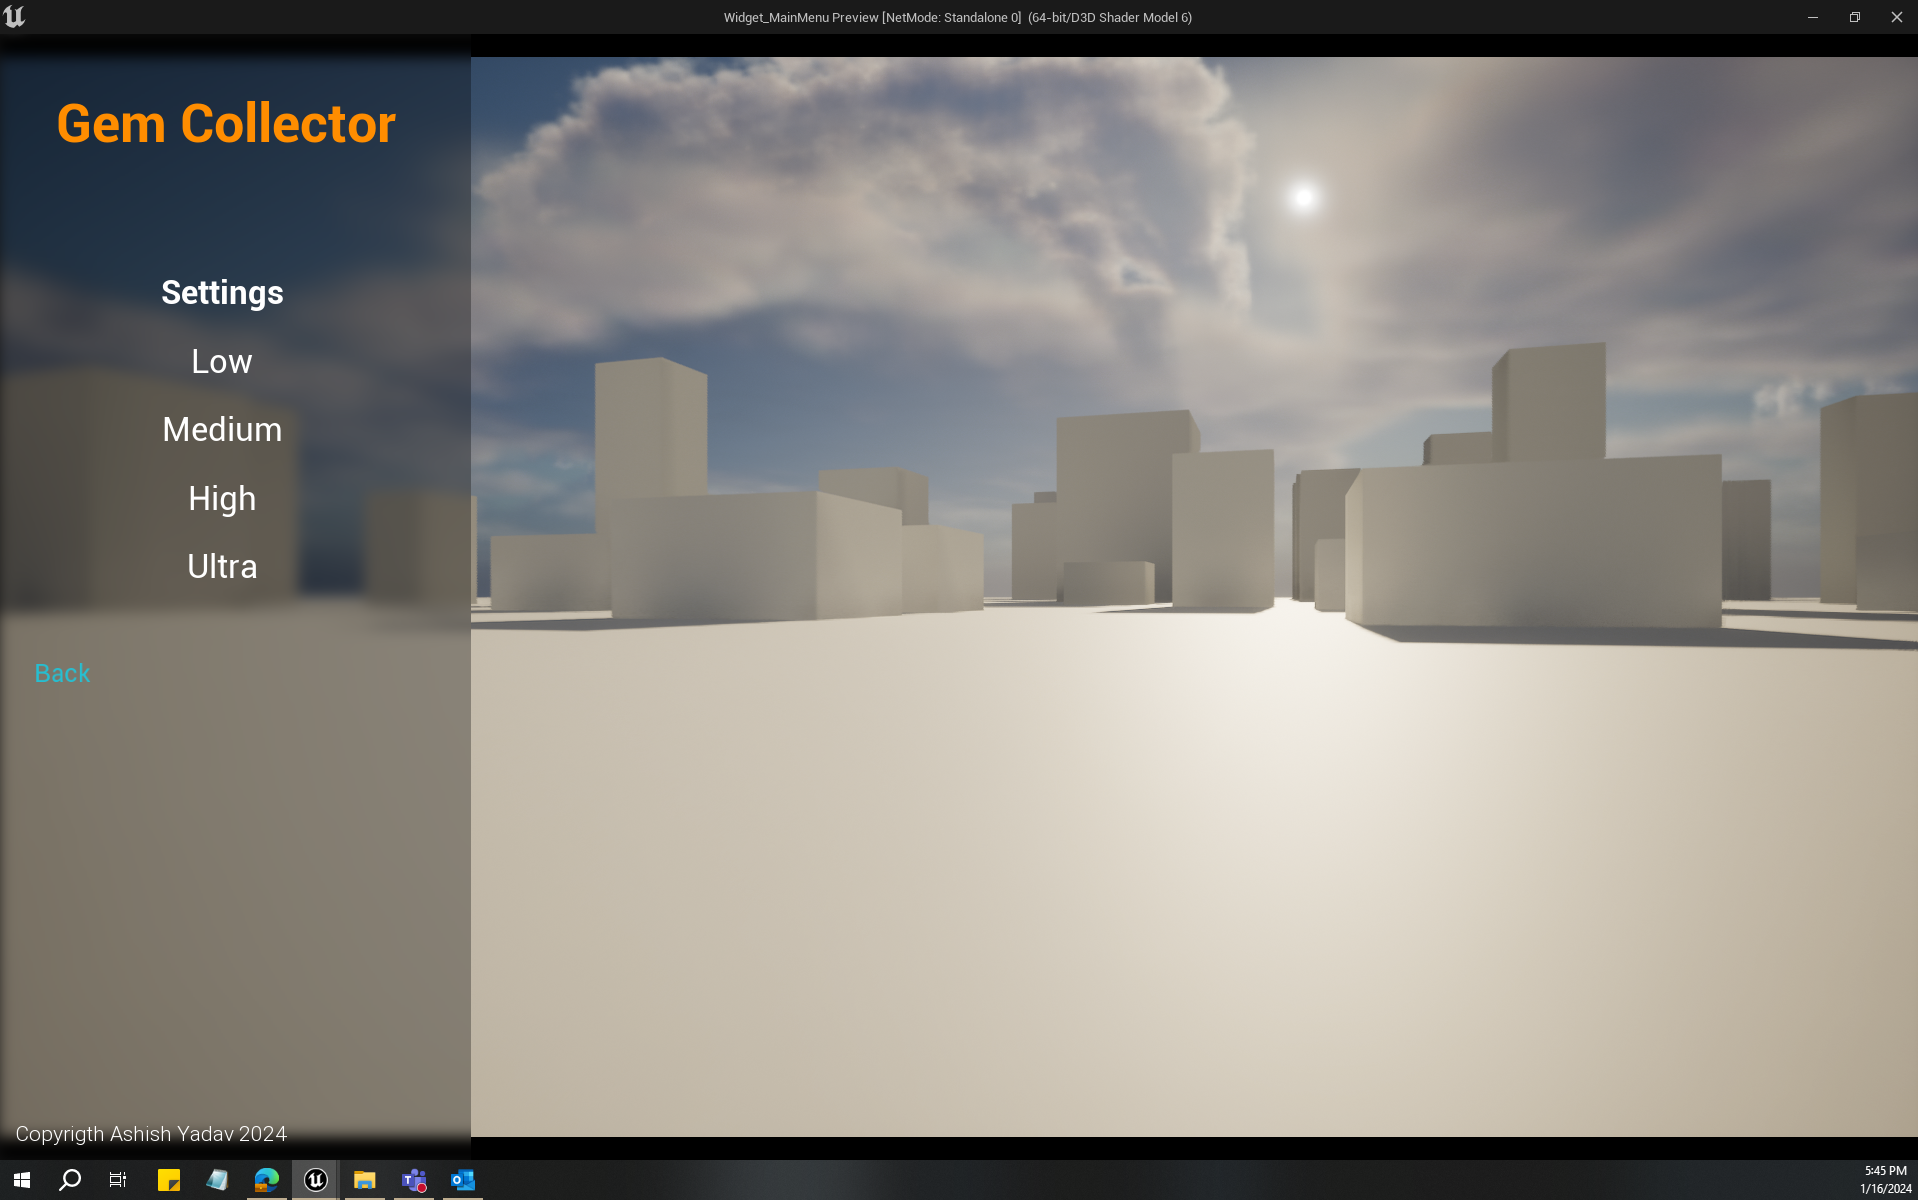 Widget_MainMenu Preview [NetMode: Standalone 0] (64-bit/D3D Shader Model 6)
Gem Collector
Settings
Low
Medium
High
Ultra
Back
Copyrigth Ashish Yadav 2024
5:45 PM
1/16/2024